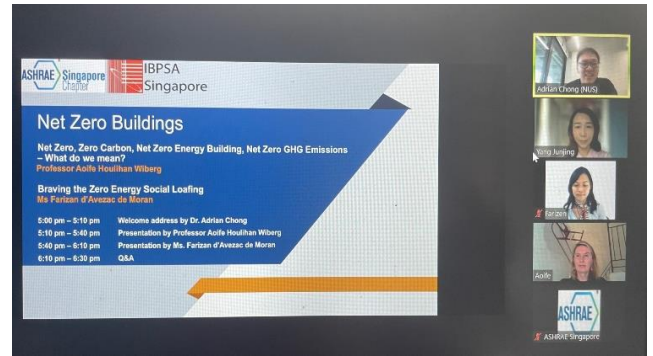 ASHRAE Singapore
Chapter
IBPSA
Singapore
Net Zero Buildings
Net Zero, Zero Carbon, Net Zero Energy Building, Net Zero GHG Emissions
– What do we mean?
Professor Aoife Houlihan Wiberg
Braving the Zero Energy Social Loafing
Ms Farizan d'Avezac de Moran
5:00 pm – 5:10 pm Welcome address by Dr. Adrian Chong
5:10 pm – 5:40 pm Presentation by Professor Aoife Houlihan Wiberg
5:40 pm – 6:10 pm Presentation by Ms. Farizan d'Avezac de Moran
6:10 pm – 6:30 pm Q&A
Adrian Chong (NUS)
Yang Junjing
Farizan
Aoife
ASHRAE
ASHRAE Singapore